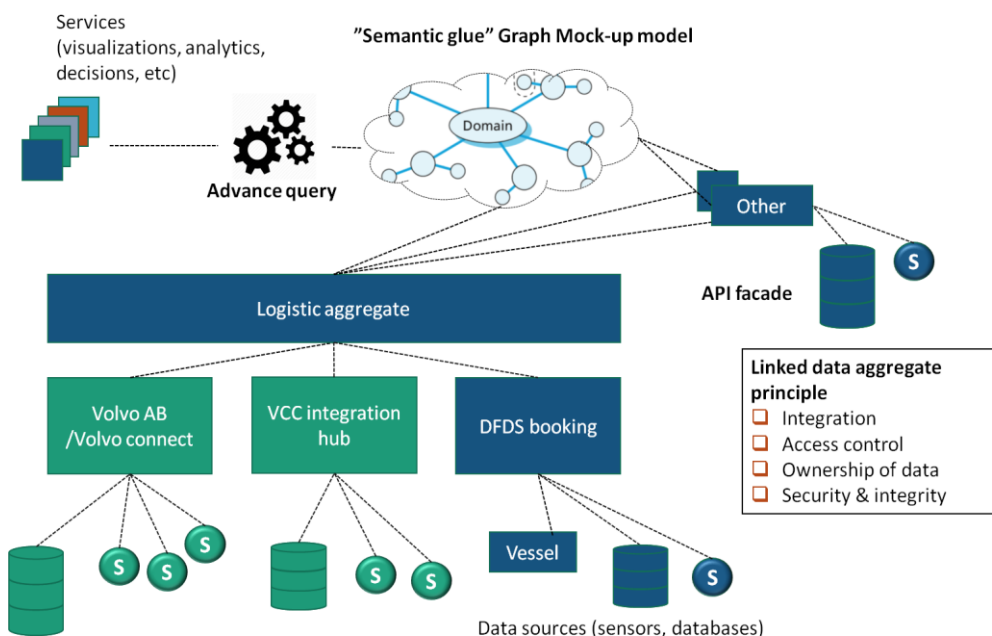 Services
(visualizations, analytics,
decisions, etc)
”Semantic glue” Graph Mock-up model
Domain
Advance query
Other
S
API facade
Logistic aggregate
Linked data aggregate
principle
Integration
Access control
Ownership of data
Security & integrity
Volvo AB
/Volvo connect
VCC integration
hub
DFDS booking
S
S
S
S
S
Vessel
S
Data sources (sensors, databases)